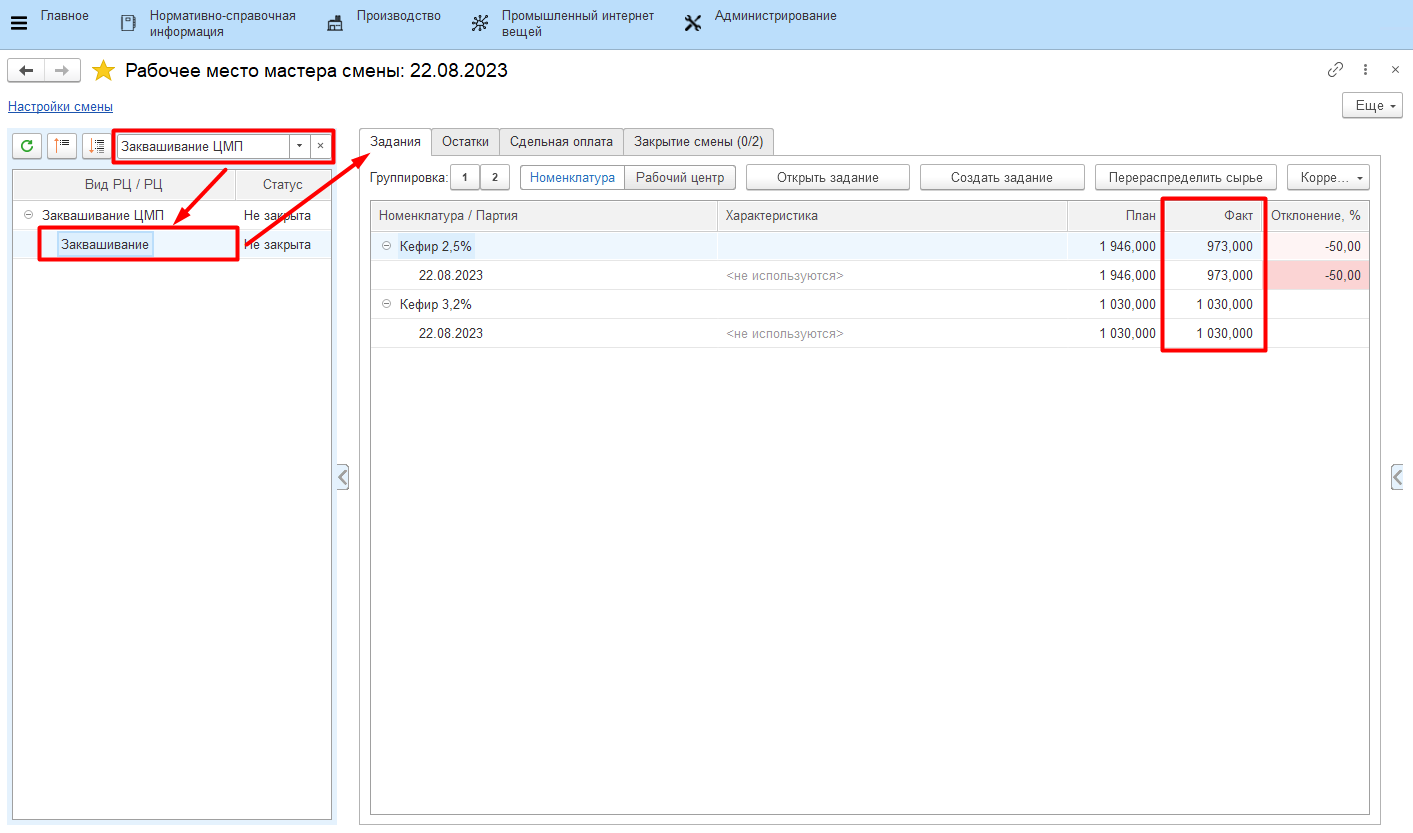 Главное
Нормативно-справочная
информация
Производство
Промышленный интернет
вещей
Администрирование
Рабочее место мастера смены: 22.08.2023
Настройки смены
Еще
Заквашивание ЦМП
Вид РЦ / РЦ Статус
Заквашивание ЦМП Не закрыта
Заквашивание Не закрыта
Задания Остатки Сдельная оплата Закрытие смены (0/2)
Группировка: 1 2 Номенклатура Рабочий центр Открыть задание Создать задание Перераспределить сырье Корре...
Номенклатура / Партия Характеристика План Факт Отклонение, %
Кефир 2,5% 1 946,000 973,000 -50,00
22.08.2023 <не используются> 1 946,000 973,000 -50,00
Кефир 3,2% 1 030,000 1 030,000
22.08.2023 <не используются> 1 030,000 1 030,000